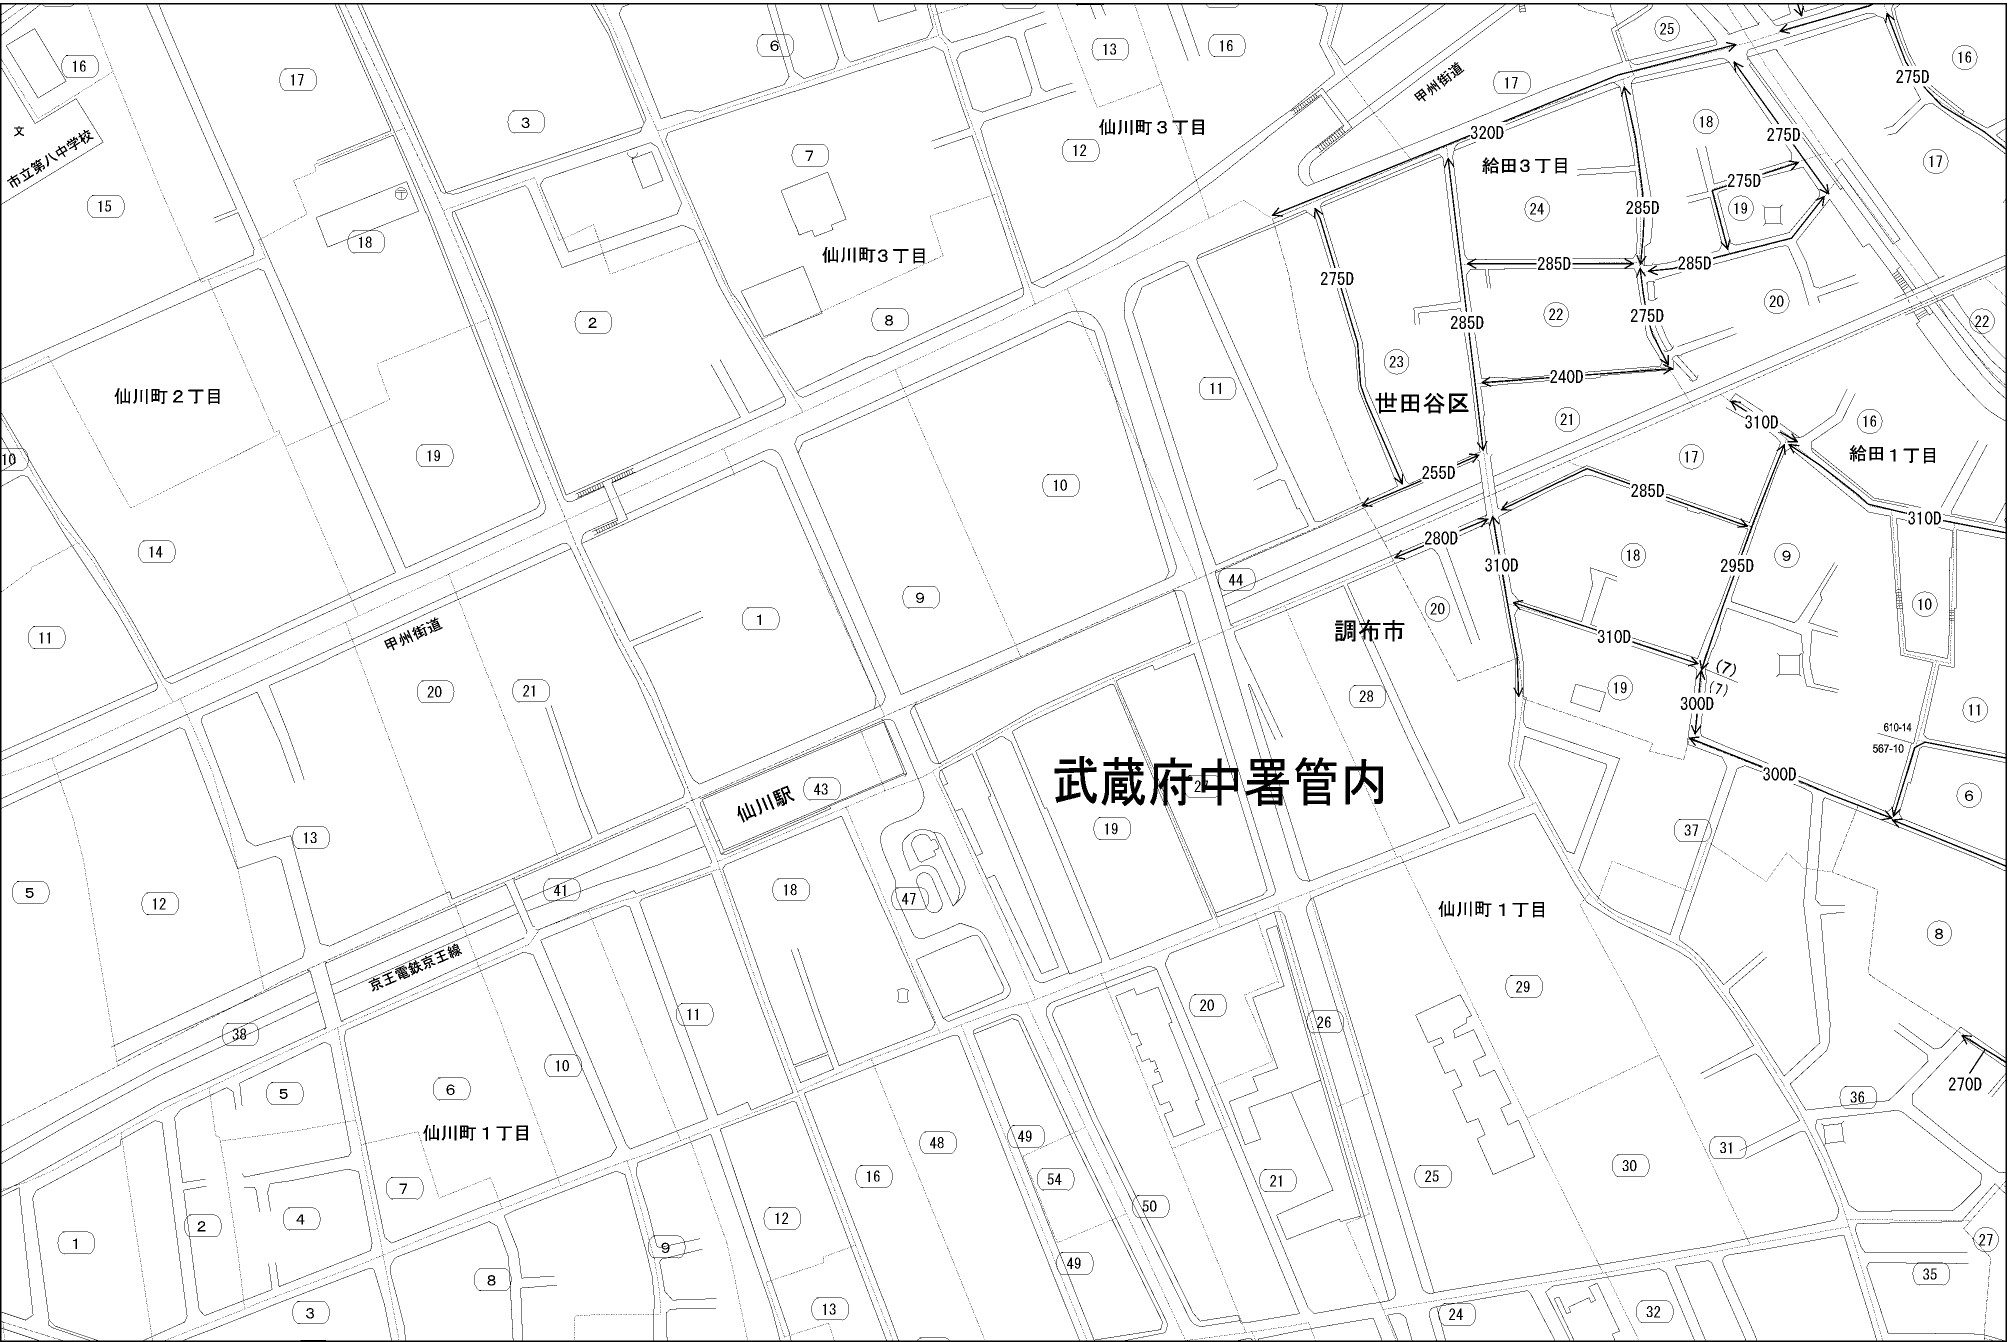 25
16
6
13
16
17
16
275D
甲州街道
17
3
文
市立第八中学校
7
仙川町3丁目
12
320D
18
275D
17
給田3丁目
275D
15
18
24
285D
19
仙川町3丁目
285D
285D
275D
20
2
8
285D
22
275D
22
23
240D
11
仙川町2丁目
世田谷区
21
310D
16
10
19
給田1丁目
17
255D
10
285D
310D
280D
14
310D
18
295D
9
44
9
20
10
1
調布市
11
甲州街道
310D
(7)
20
21
28
19
(7)
300D
11
610-14
567-10
武蔵府中署管内
27
300D
43
仙川駅
6
19
37
13
5
12
41
18
47
仙川町1丁目
8
京王電鉄京王線
29
11
20
26
38
10
6
5
270D
36
仙川町1丁目
49
48
31
30
7
16
54
25
21
50
4
12
2
1
9
27
49
8
35
3
13
24
32